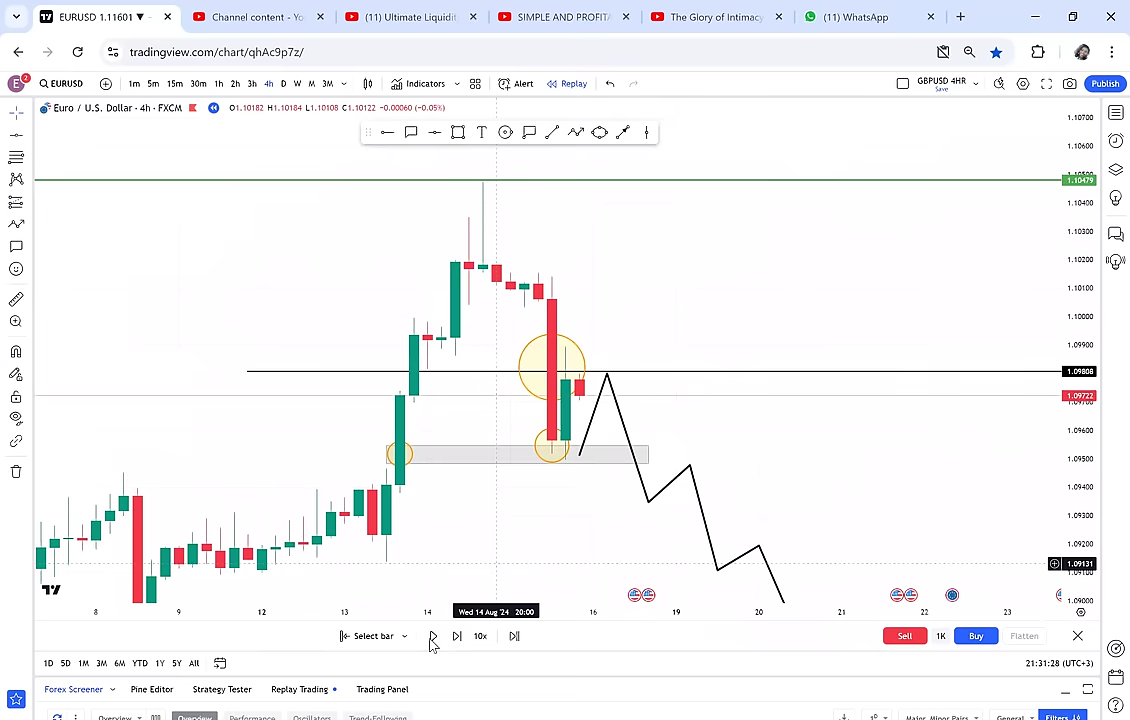 EURUSD 1.11601 ▼
Channel content - Yo
(11) Ultimate Liquidit
SIMPLE AND PROFITA
The Glory of Intimacy
(11) WhatsApp
tradingview.com/chart/qhAc9p7z/
E 2 EURUSD 1m 5m 15m 30m 1h 2h 3h 4h D W M 3M Indicators Alert Replay GBPUSD 4HR Save Publish
Euro / U.S. Dollar · 4h · FXCM O1.10182 H1.10184 L1.10108 C1.10122 −0.00060 (−0.05%)
1.10700
1.10600
1.10479
1.10400
1.10300
1.10200
1.10100
1.10000
1.09900
1.09808
1.09722
1.09600
1.09500
1.09400
1.09300
1.09200
1.09131
1.09000
8 9 12 13 14 Wed 14 Aug '24 20:00 16 19 20 21 22 23
Select bar 10x Sell 1K Buy Flatten
1D 5D 1M 3M 6M YTD 1Y 5Y All 21:31:28 (UTC+3)
Forex Screener Pine Editor Strategy Tester Replay Trading Trading Panel
Overview Overview Performance Oscillators Trend-Following 1D Major, Minor Pairs General Filters